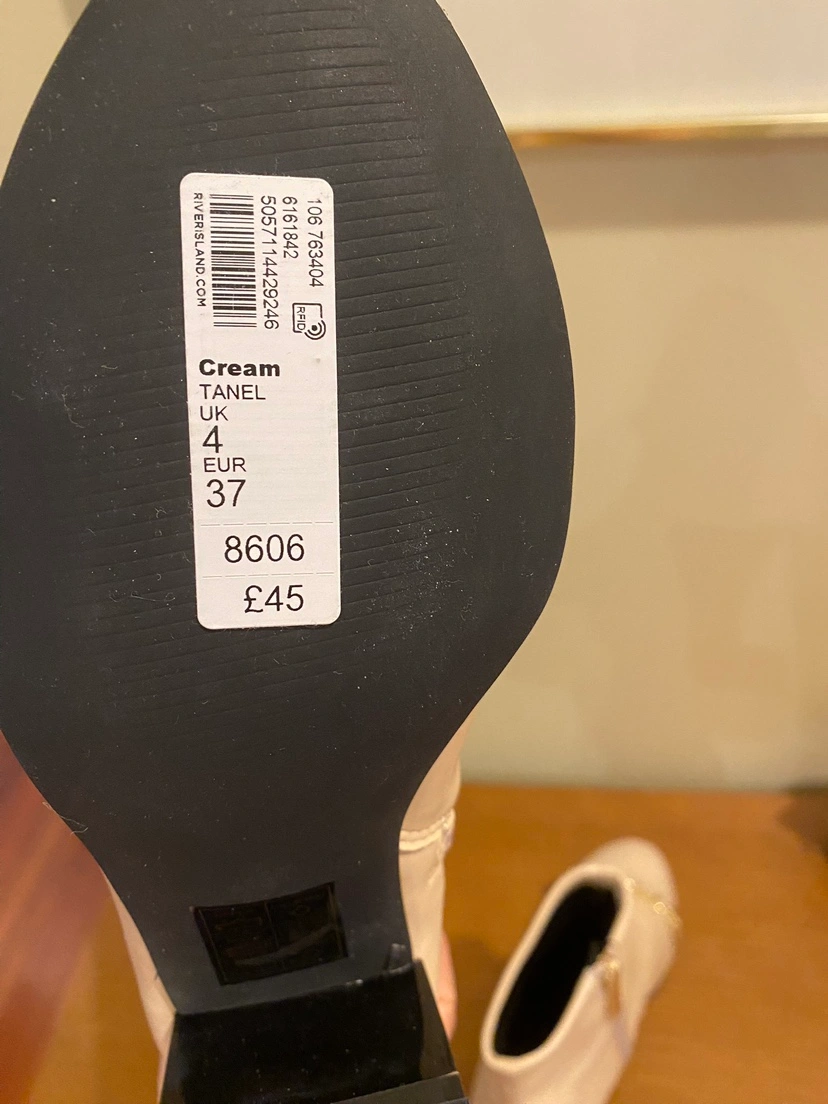 106 763404
6161842
5057114429246
RIVERISLAND.COM
RFID
Cream
TANEL
UK
4
EUR
37
8606
£45